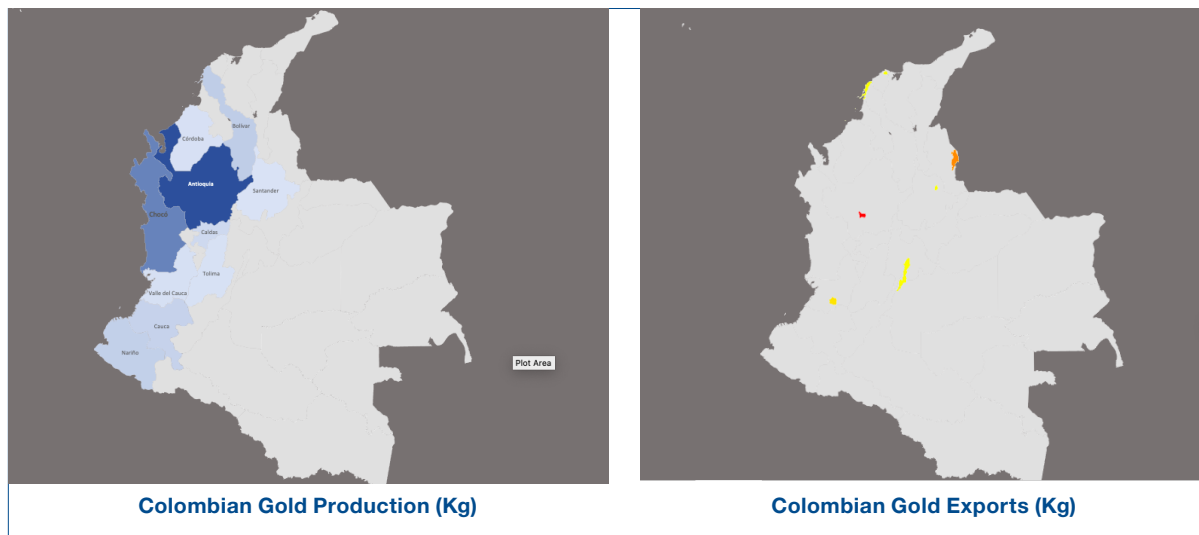 Bolívar
Córdoba
Antioquia
Santander
Chocó
Caldas
Tolima
Valle del Cauca
Cauca
Nariño
Plot Area
Colombian Gold Production (Kg)
Colombian Gold Exports (Kg)